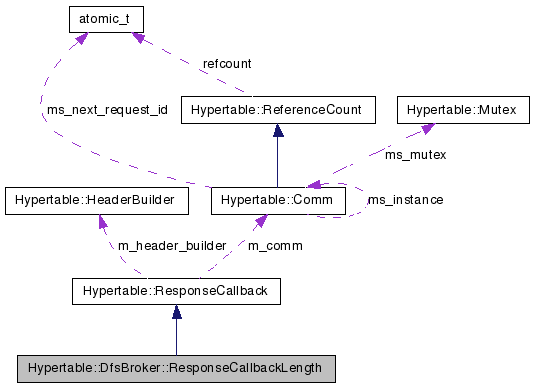 atomic_t
refcount
Hypertable::ReferenceCount
Hypertable::Mutex
ms_next_request_id
ms_mutex
Hypertable::HeaderBuilder
Hypertable::Comm
ms_instance
m_header_builder
m_comm
Hypertable::ResponseCallback
Hypertable::DfsBroker::ResponseCallbackLength